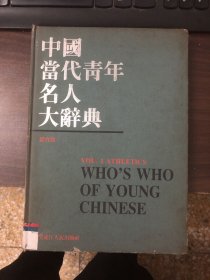 中國
當代青年
名人
大辭典
VOL. 1 ATHLETICS
WHO'S WHO
OF YOUNG
CHINESE